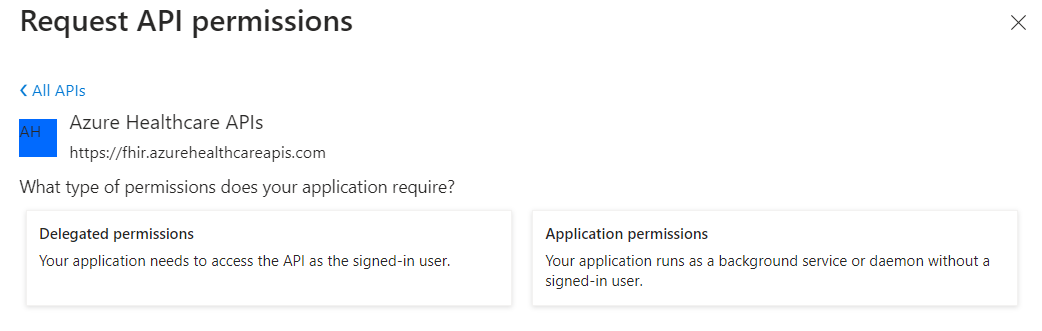 Request API permissions
All APIs
AH
Azure Healthcare APIs
https://fhir.azurehealthcareapis.com
What type of permissions does your application require?
Delegated permissions
Your application needs to access the API as the signed-in user.
Application permissions
Your application runs as a background service or daemon without a
signed-in user.